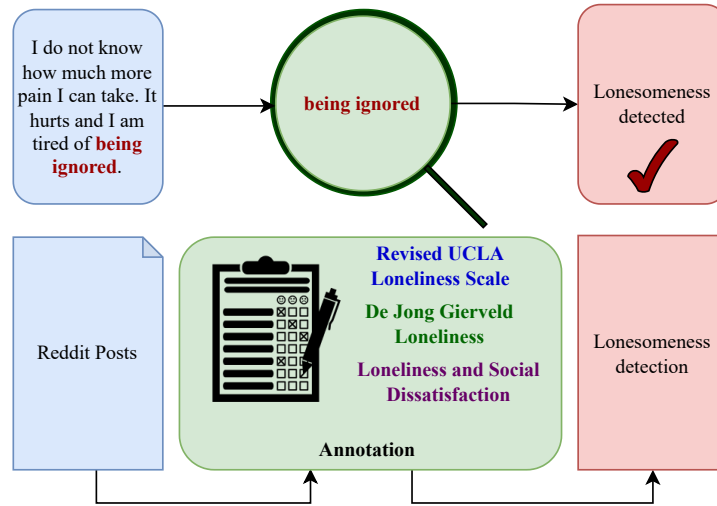 I do not know
how much more
pain I can take. It
hurts and I am
tired of being
ignored.
being ignored
Lonesomeness
detected
Reddit Posts
Revised UCLA
Loneliness Scale
De Jong Gierveld
Loneliness
Loneliness and Social
Dissatisfaction
Annotation
Lonesomeness
detection